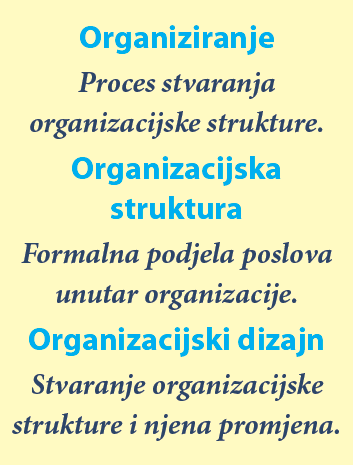 Organiziranje
Proces stvaranja
organizacijske strukture.
Organizacijska
struktura
Formalna podjela poslova
unutar organizacije.
Organizacijski dizajn
Stvaranje organizacijske
strukture i njena promjena.